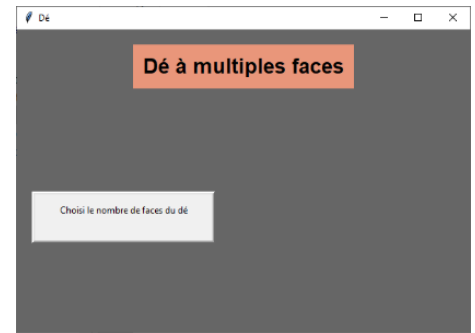 Dé
Dé à multiples faces
Choisi le nombre de faces du dé